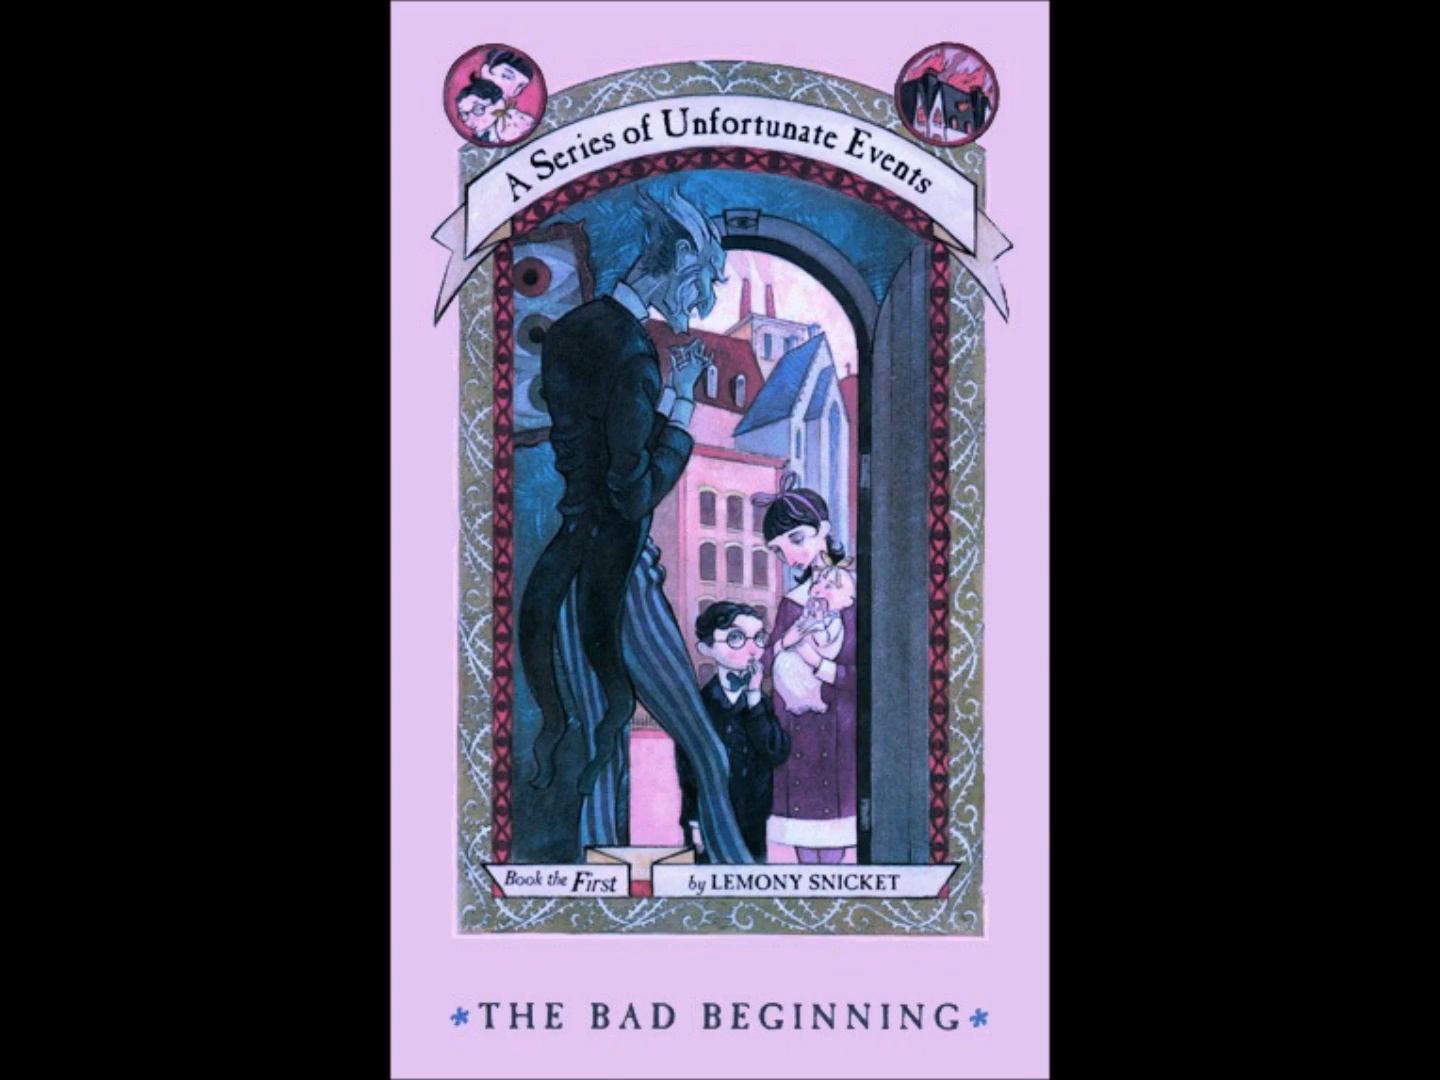 A Series of Unfortunate Events
Book the First
by LEMONY SNICKET
*THE BAD BEGINNING*